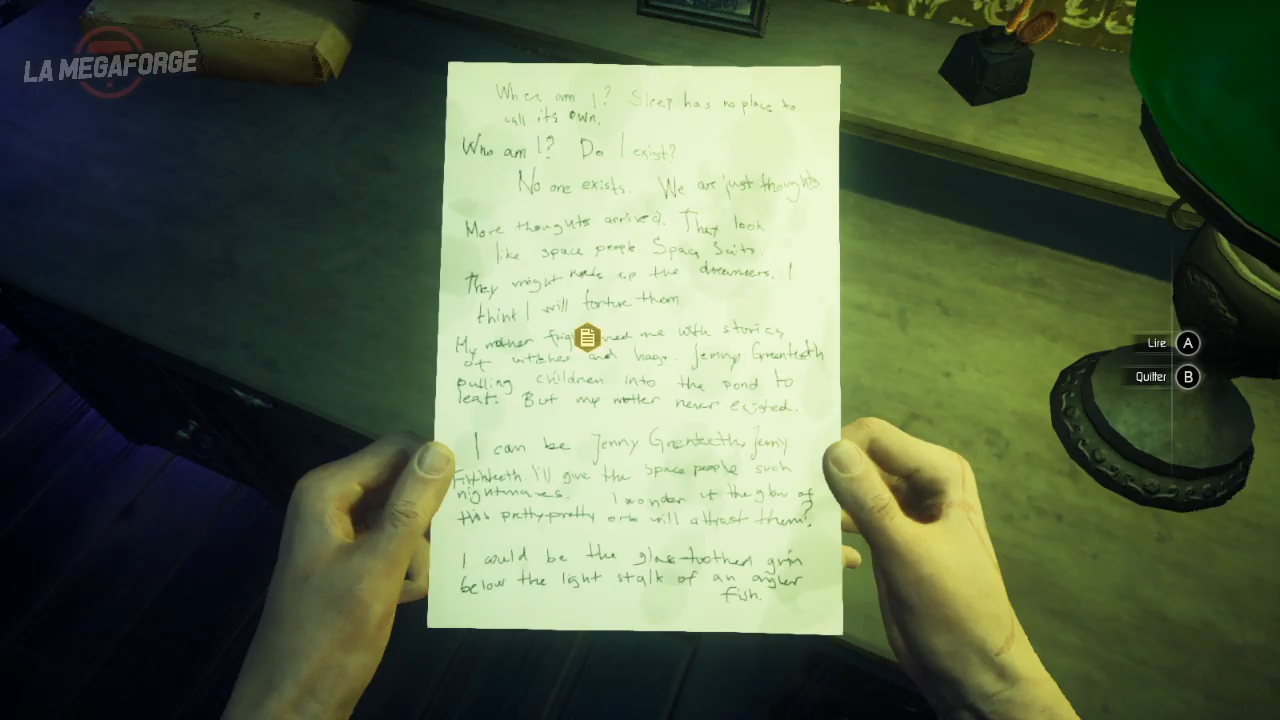 LA MEGAFORGE
Where am I? Sleep has no place to
call its own.
Who am I? Do I exist?
No one exists. We are just thoughts
More thoughts arrived. They look
like space people. Space Suits.
They might wake up the dreamers. I
think I will torture them.
My mother ned me with stories
of witches and hags. Jenny Greenteeth
pulling children into the pond to
eat. But my mother never existed.
I can be Jenny Greenteeth, Jenny
I'll give the space people such
nightmares. I wonder if the glow of
this pretty-pretty orb will attract them?
I could be the glass-toothed grin
below the light stalk of an angler
fish.
Lire A
Quitter B